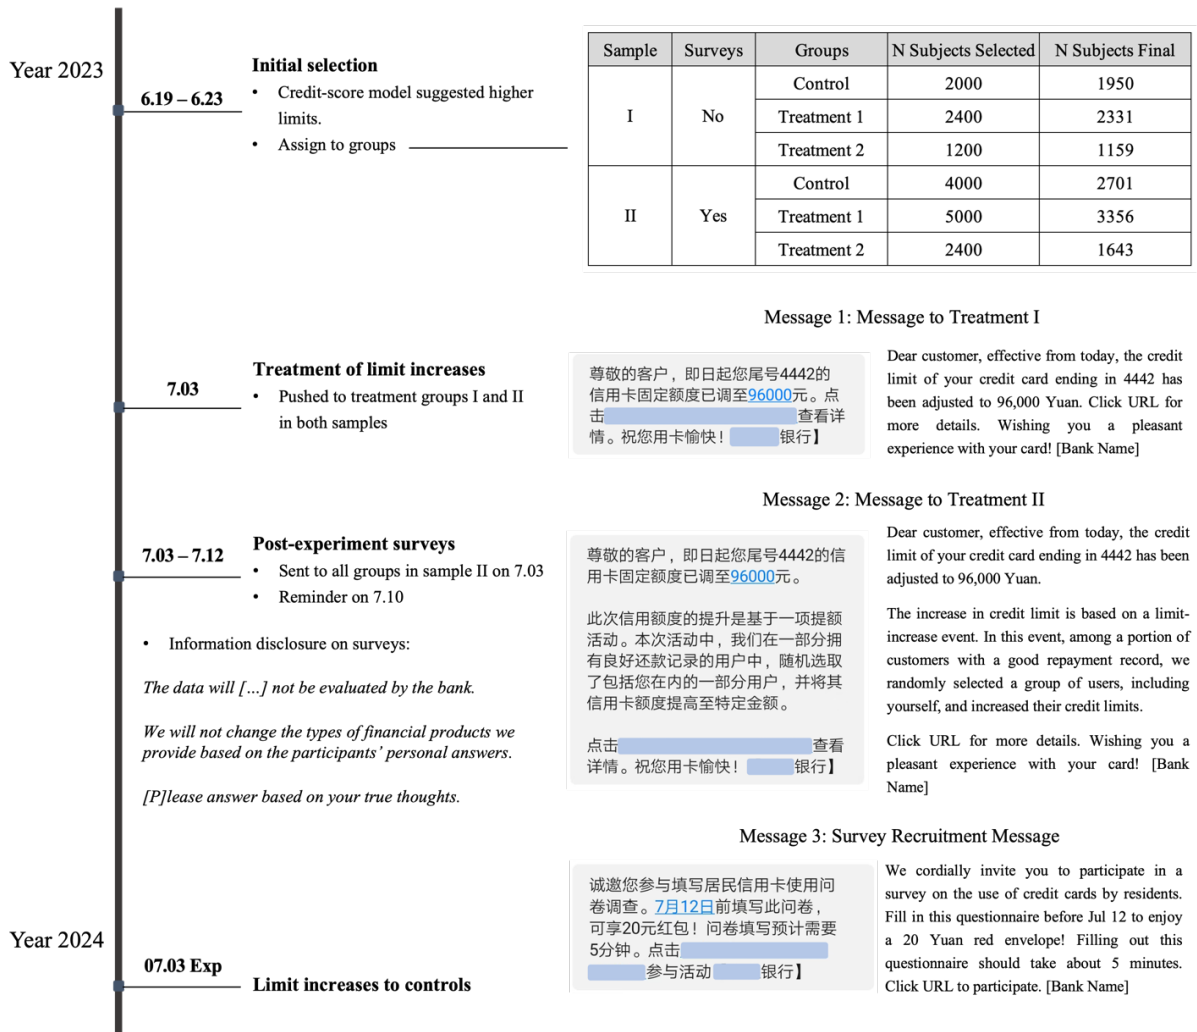 Year 2023
6.19 – 6.23
Initial selection
• Credit-score model suggested higher
limits.
• Assign to groups
Sample Surveys Groups N Subjects Selected N Subjects Final
I No Control 2000 1950
Treatment 1 2400 2331
Treatment 2 1200 1159
II Yes Control 4000 2701
Treatment 1 5000 3356
Treatment 2 2400 1643
7.03
Treatment of limit increases
• Pushed to treatment groups I and II
in both samples
Message 1: Message to Treatment I
尊敬的客户，即日起您尾号4442的
信用卡固定额度已调至96000元。点
击查看详
情。祝您用卡愉快！银行】
Dear customer, effective from today, the credit
limit of your credit card ending in 4442 has
been adjusted to 96,000 Yuan. Click URL for
more details. Wishing you a pleasant
experience with your card! [Bank Name]
7.03 – 7.12
Post-experiment surveys
• Sent to all groups in sample II on 7.03
• Reminder on 7.10
• Information disclosure on surveys:
The data will […] not be evaluated by the bank.
We will not change the types of financial products we
provide based on the participants’ personal answers.
[P]lease answer based on your true thoughts.
Message 2: Message to Treatment II
尊敬的客户，即日起您尾号4442的信
用卡固定额度已调至96000元。
此次信用额度的提升是基于一项提额
活动。本次活动中，我们在一部分拥
有良好还款记录的用户中，随机选取
了包括您在内的一部分用户，并将其
信用卡额度提高至特定金额。
点击查看
详情。祝您用卡愉快！银行】
Dear customer, effective from today, the credit
limit of your credit card ending in 4442 has been
adjusted to 96,000 Yuan.
The increase in credit limit is based on a limit-
increase event. In this event, among a portion of
customers with a good repayment record, we
randomly selected a group of users, including
yourself, and increased their credit limits.
Click URL for more details. Wishing you a
pleasant experience with your card! [Bank
Name]
Message 3: Survey Recruitment Message
诚邀您参与填写居民信用卡使用问
卷调查。7月12日前填写此问卷，
可享20元红包！问卷填写预计需要
5分钟。点击
参与活动银行】
We cordially invite you to participate in a
survey on the use of credit cards by residents.
Fill in this questionnaire before Jul 12 to enjoy
a 20 Yuan red envelope! Filling out this
questionnaire should take about 5 minutes.
Click URL to participate. [Bank Name]
Year 2024
07.03 Exp
Limit increases to controls